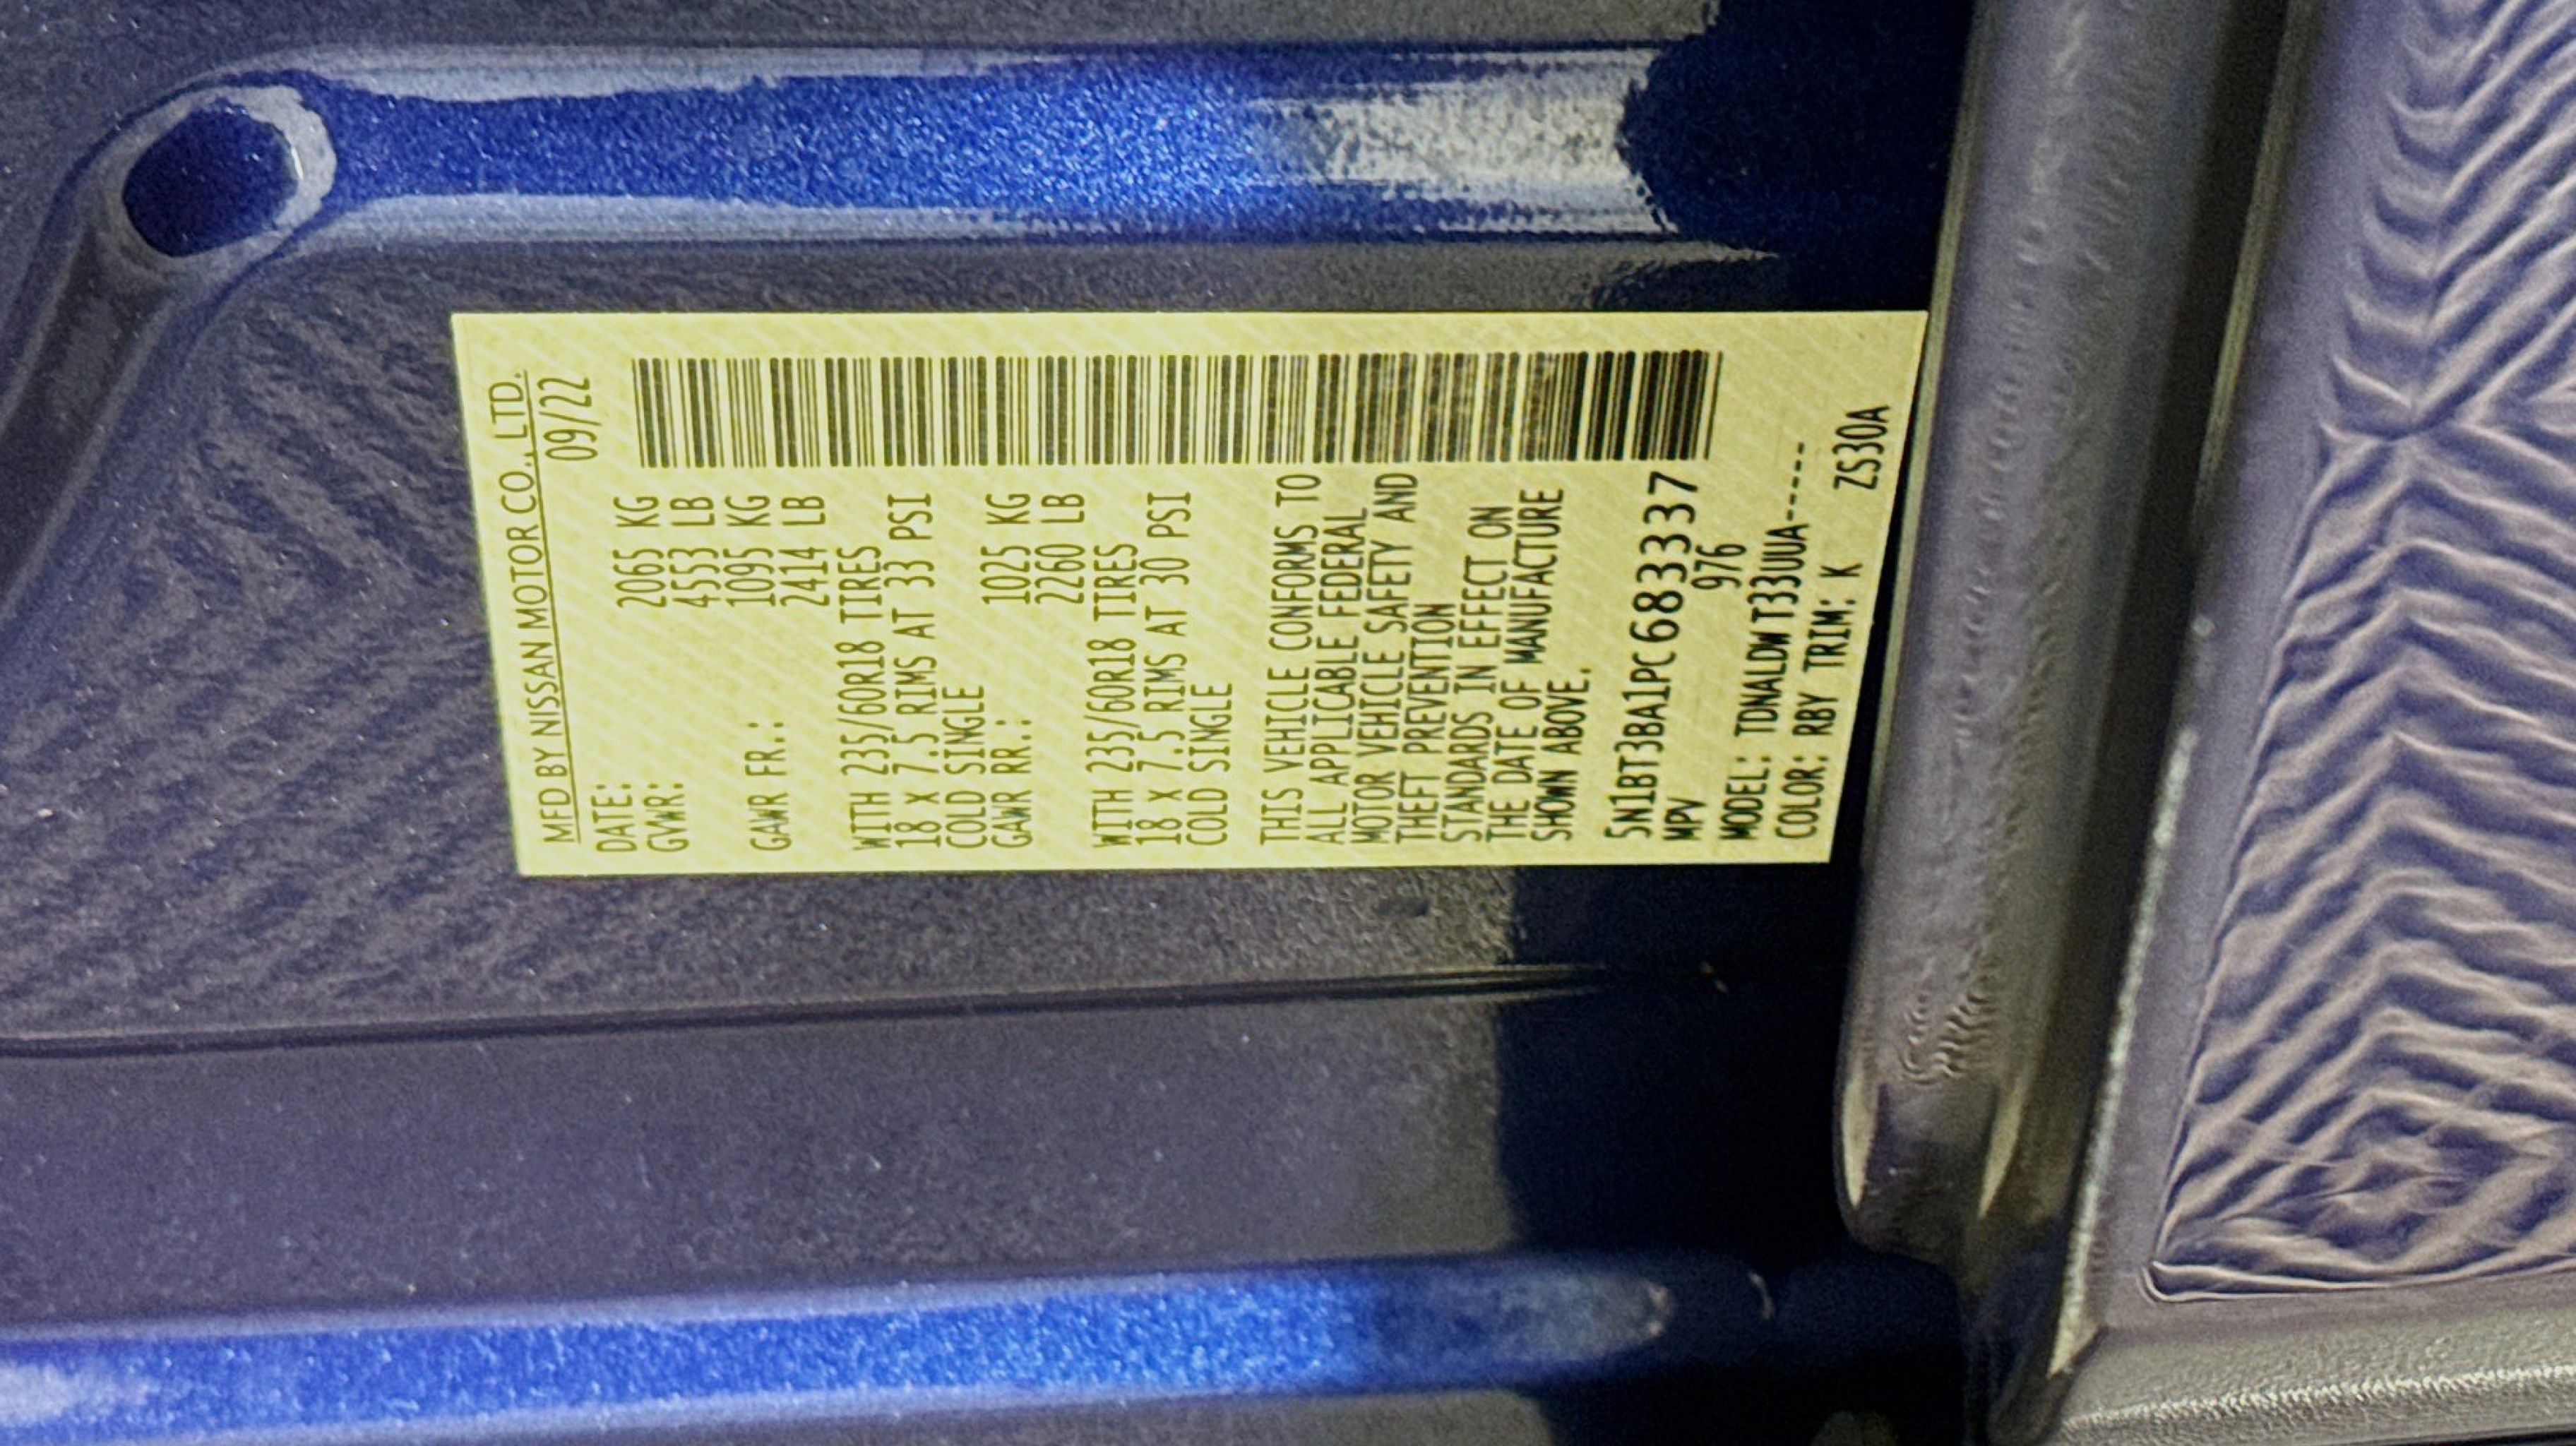 MFD BY NISSAN MOTOR CO., LTD.
DATE: 09/22
GVWR: 2065 KG
4553 LB
GAWR FR.: 1095 KG
2414 LB
WITH 235/60R18 TIRES
18 X 7.5 RIMS AT 33 PSI
COLD SINGLE
GAWR RR.: 1025 KG
2260 LB
WITH 235/60R18 TIRES
18 X 7.5 RIMS AT 30 PSI
COLD SINGLE
THIS VEHICLE CONFORMS TO
ALL APPLICABLE FEDERAL
MOTOR VEHICLE SAFETY AND
THEFT PREVENTION
STANDARDS IN EFFECT ON
THE DATE OF MANUFACTURE
SHOWN ABOVE.
5N1BT3BA1PC683337
MPV 976
MODEL: TDNALDW T33UUA-----
COLOR: RBY TRIM: K ZS30A